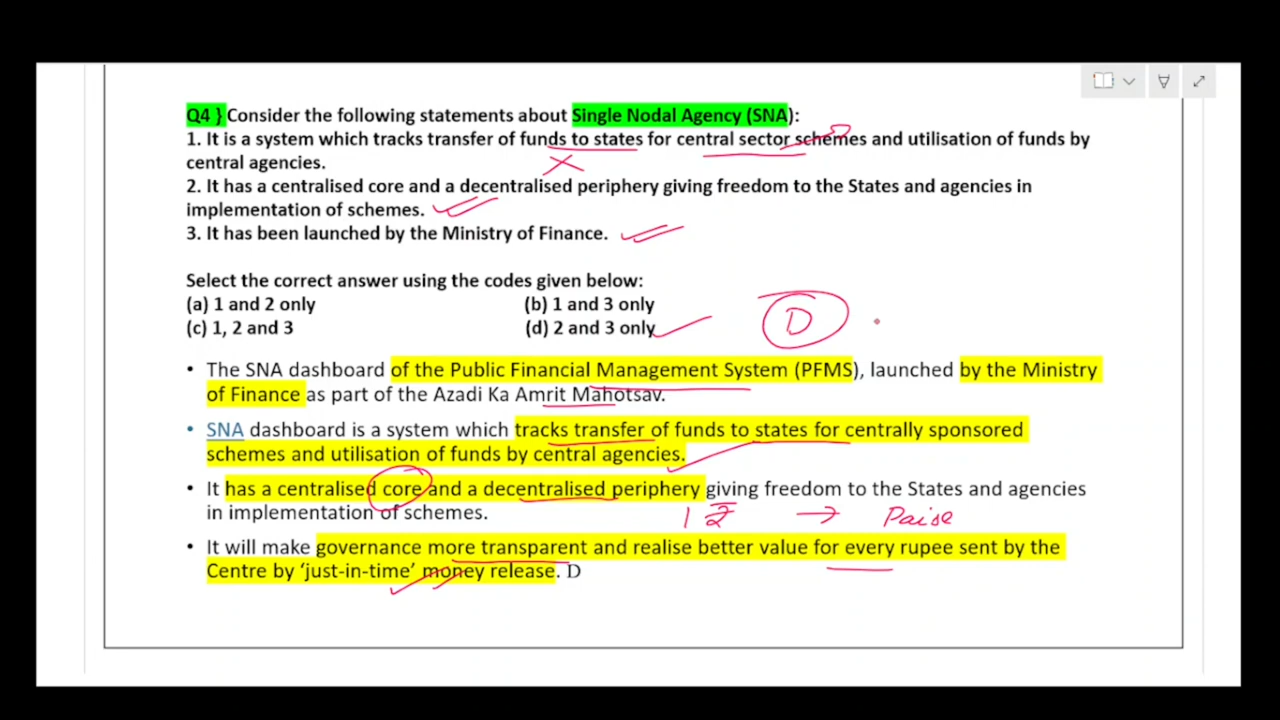 Q4 } Consider the following statements about Single Nodal Agency (SNA):
1. It is a system which tracks transfer of funds to states for central sector schemes and utilisation of funds by
central agencies.
2. It has a centralised core and a decentralised periphery giving freedom to the States and agencies in
implementation of schemes.
3. It has been launched by the Ministry of Finance.
Select the correct answer using the codes given below:
(a) 1 and 2 only (b) 1 and 3 only
(c) 1, 2 and 3 (d) 2 and 3 only
D
• The SNA dashboard of the Public Financial Management System (PFMS), launched by the Ministry
of Finance as part of the Azadi Ka Amrit Mahotsav.
• SNA dashboard is a system which tracks transfer of funds to states for centrally sponsored
schemes and utilisation of funds by central agencies.
• It has a centralised core and a decentralised periphery giving freedom to the States and agencies
in implementation of schemes.
1 ₹ → Paise
• It will make governance more transparent and realise better value for every rupee sent by the
Centre by ‘just-in-time’ money release. D